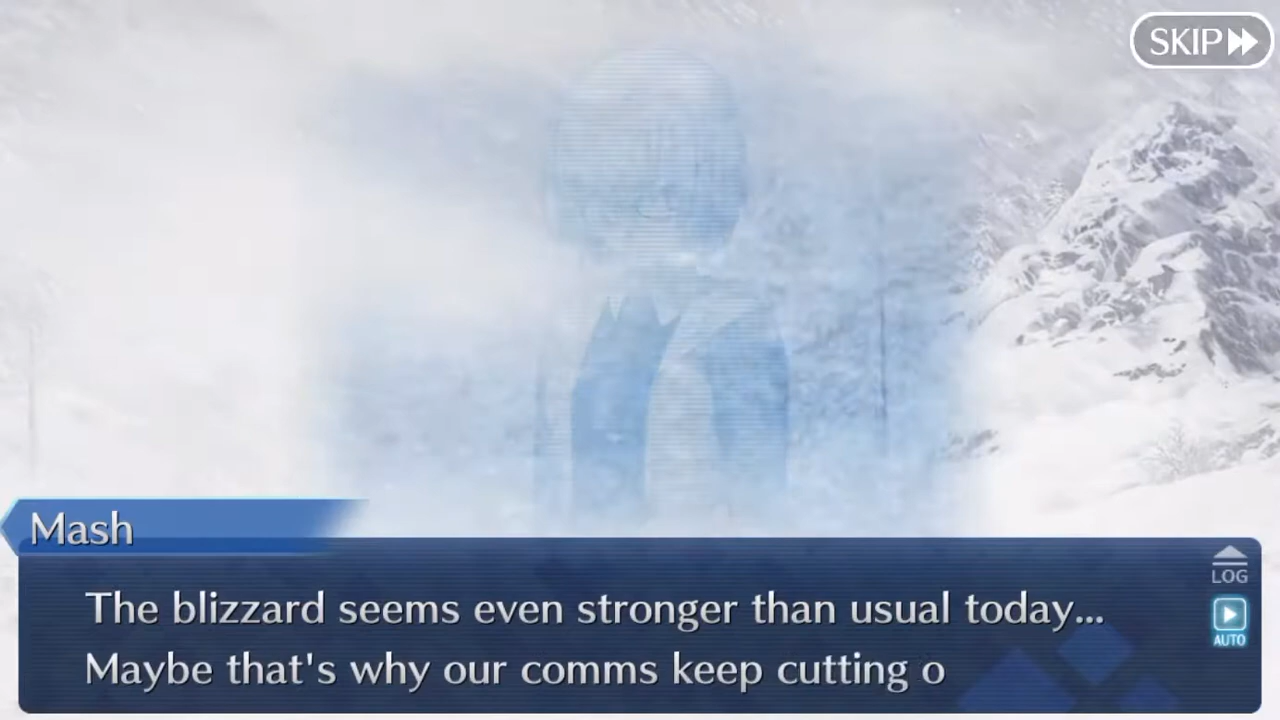 SKIP
Mash
The blizzard seems even stronger than usual today...
Maybe that's why our comms keep cutting o
LOG
AUTO